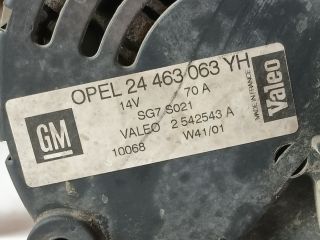 OPEL 24 463 063 YH
14V 70 A
SG7 S021
VALEO 2 542543 A
10068 W41/01
GM
MADE IN FRANCE
Valeo